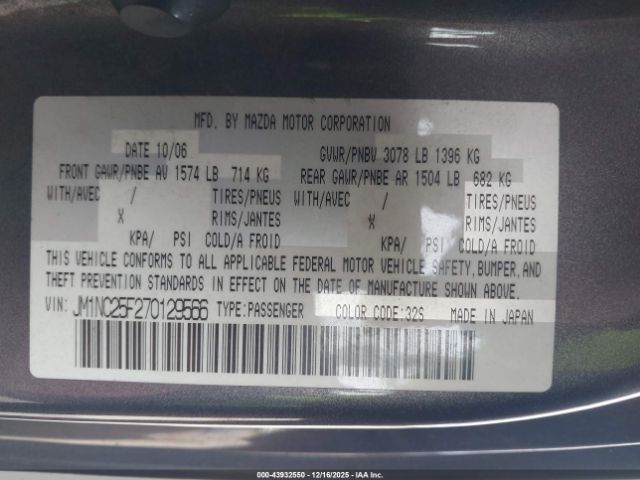 MFD. BY MAZDA MOTOR CORPORATION
DATE 10/06 GVWR/PNBV 3078 LB 1396 KG
FRONT GAWR/PNBE AV 1574 LB 714 KG REAR GAWR/PNBE AR 1504 LB 682 KG
WITH/AVEC / TIRES/PNEUS WITH/AVEC / TIRES/PNEUS
X RIMS/JANTES X RIMS/JANTES
KPA/ PSI COLD/A FROID KPA/ PSI COLD/A FROID
THIS VEHICLE CONFORMS TO ALL APPLICABLE FEDERAL MOTOR VEHICLE SAFETY, BUMPER, AND
THEFT PREVENTION STANDARDS IN EFFECT ON THE DATE OF MANUFACTURE SHOWN ABOVE.
VIN: JM1NC25F270129566 TYPE:PASSENGER COLOR CODE:32S MADE IN JAPAN
000-43932550 - 12/16/2025 - IAA, Inc.